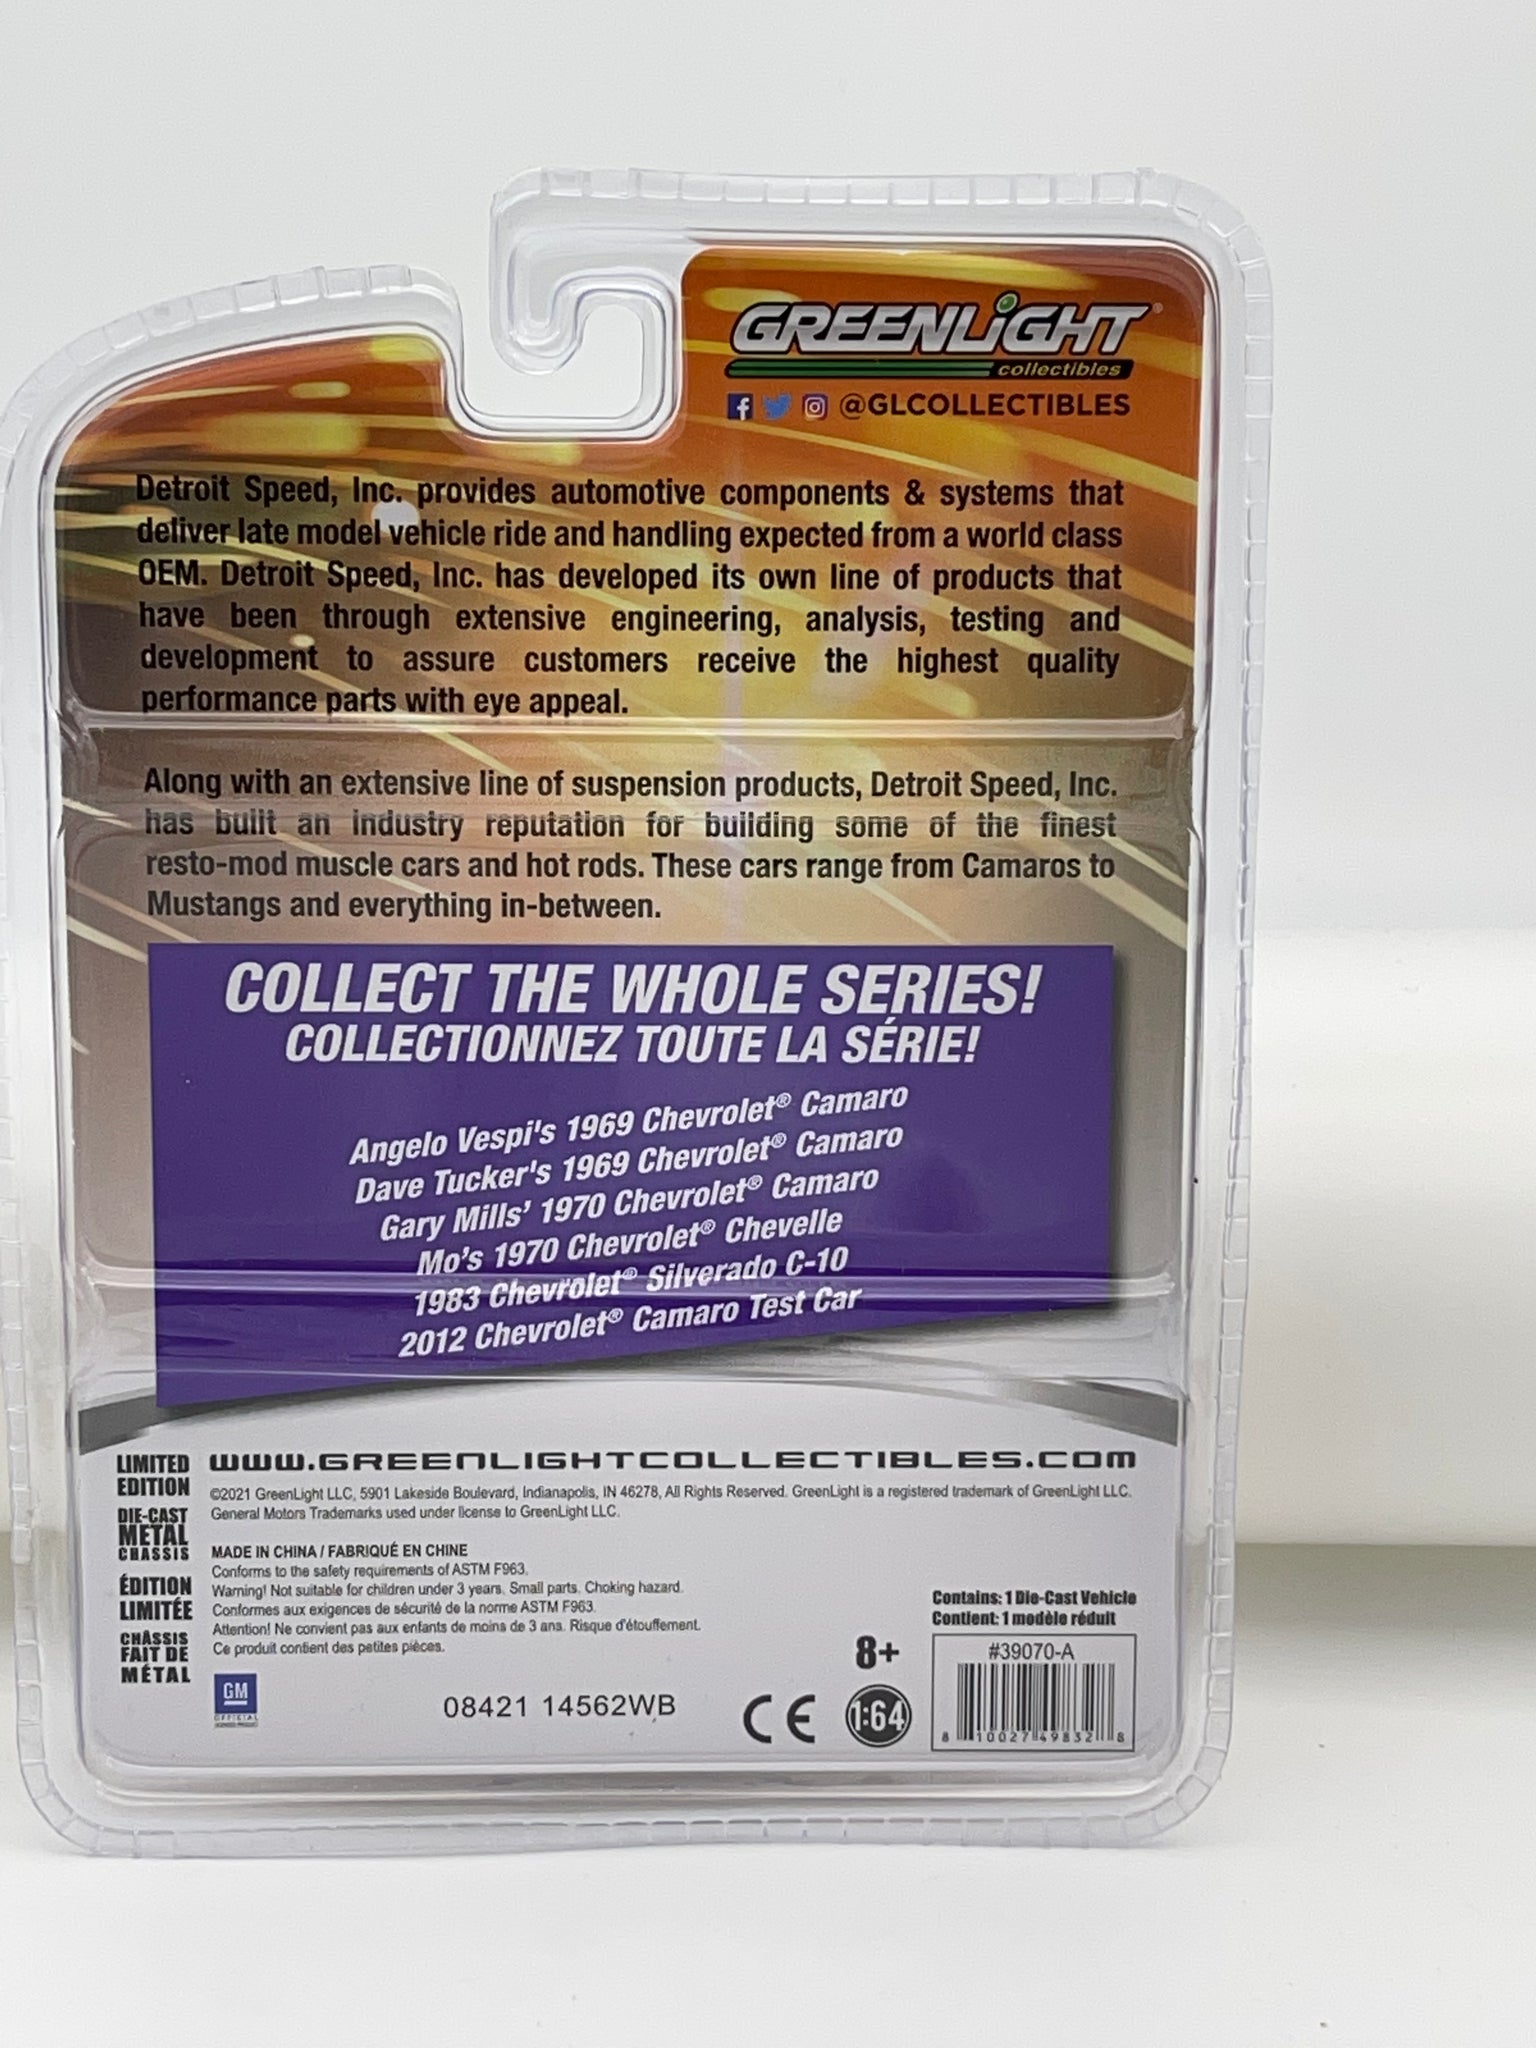 GREENLiGHT®
collectibles
@GLCOLLECTIBLES
Detroit Speed, Inc. provides automotive components & systems that
deliver late model vehicle ride and handling expected from a world class
OEM. Detroit Speed, Inc. has developed its own line of products that
have been through extensive engineering, analysis, testing and
development to assure customers receive the highest quality
performance parts with eye appeal.
Along with an extensive line of suspension products, Detroit Speed, Inc.
has built an industry reputation for building some of the finest
resto-mod muscle cars and hot rods. These cars range from Camaros to
Mustangs and everything in-between.
COLLECT THE WHOLE SERIES!
COLLECTIONNEZ TOUTE LA SÉRIE!
Angelo Vespi's 1969 Chevrolet® Camaro
Dave Tucker's 1969 Chevrolet® Camaro
Gary Mills' 1970 Chevrolet® Camaro
Mo's 1970 Chevrolet® Chevelle
1983 Chevrolet® Silverado C-10
2012 Chevrolet® Camaro Test Car
LIMITED
EDITION
DIE-CAST
METAL
CHASSIS
ÉDITION
LIMITÉE
CHÂSSIS
FAIT DE
MÉTAL
WWW.GREENLIGHTCOLLECTIBLES.COM
©2021 GreenLight LLC, 5901 Lakeside Boulevard, Indianapolis, IN 46278, All Rights Reserved. GreenLight is a registered trademark of GreenLight LLC.
General Motors Trademarks used under license to GreenLight LLC.
MADE IN CHINA / FABRIQUÉ EN CHINE
Conforms to the safety requirements of ASTM F963.
Warning! Not suitable for children under 3 years. Small parts. Choking hazard.
Conformes aux exigences de sécurité de la norme ASTM F963.
Attention! Ne convient pas aux enfants de moins de 3 ans. Risque d'étouffement.
Ce produit contient des petites pièces.
GM
OFFICIAL
LICENSED PRODUCT
08421 14562WB
CE
8+
1:64
Contains: 1 Die-Cast Vehicle
Contient: 1 modèle réduit
#39070-A
8 10027 49832 8